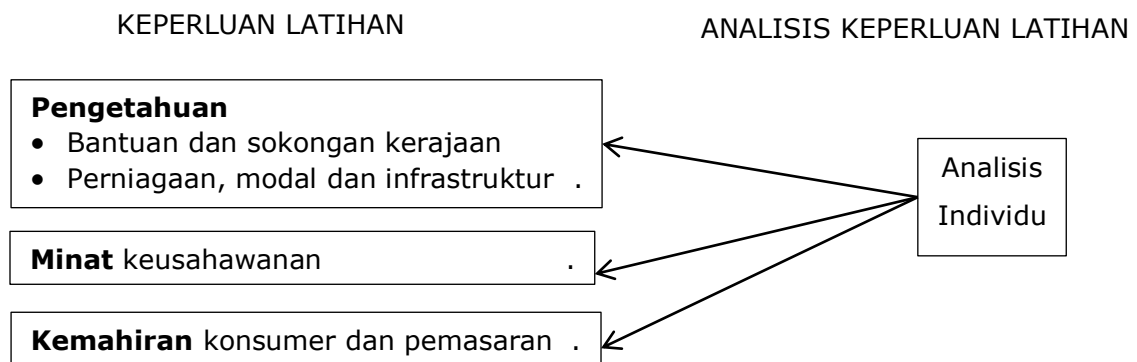 KEPERLUAN LATIHAN
ANALISIS KEPERLUAN LATIHAN
Pengetahuan
• Bantuan dan sokongan kerajaan
• Perniagaan, modal dan infrastruktur .
Analisis
Individu
Minat keusahawanan .
Kemahiran konsumer dan pemasaran .